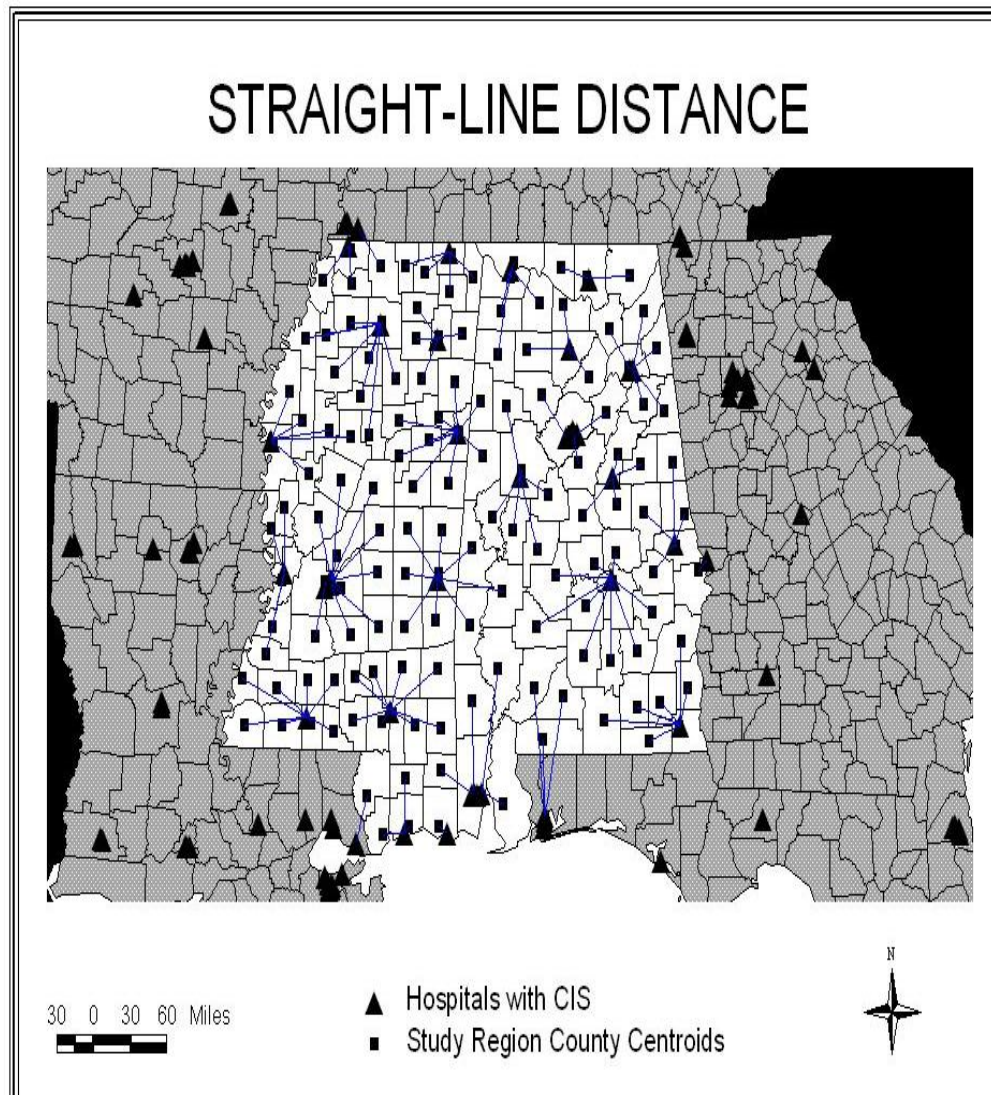 STRAIGHT-LINE DISTANCE
N
30 0 30 60 Miles
Hospitals with CIS
Study Region County Centroids